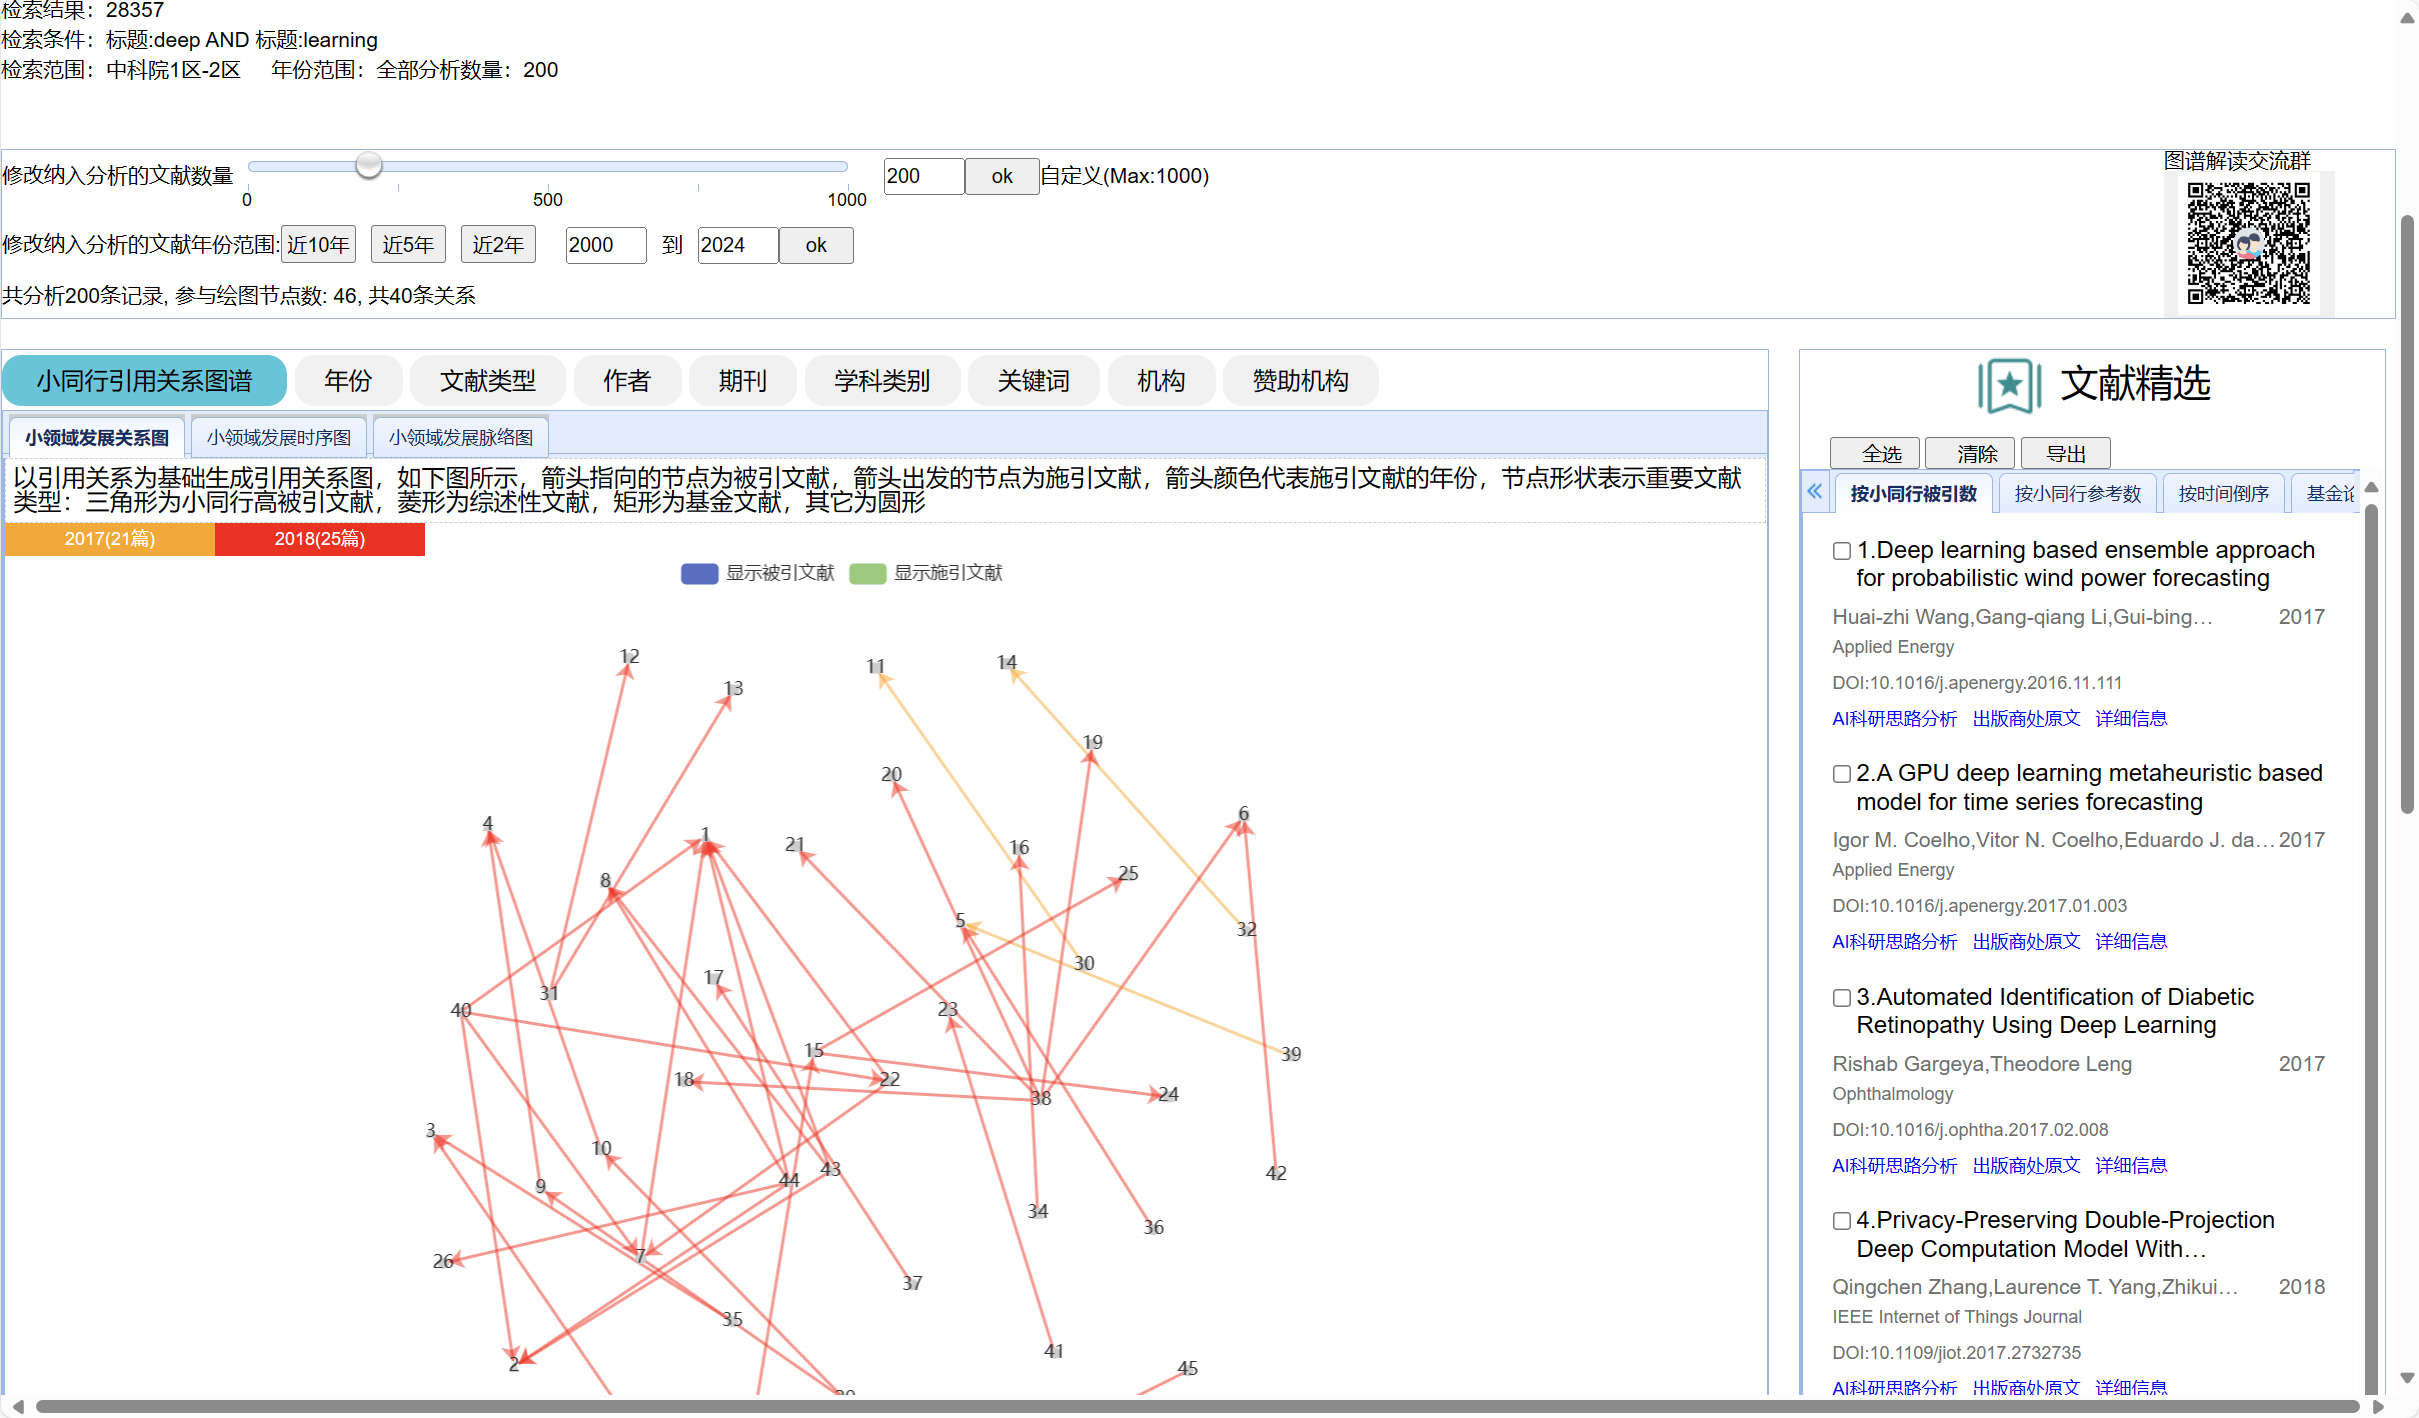 检索结果：28357
检索条件：标题:deep AND 标题:learning
检索范围：中科院1区-2区 年份范围：全部分析数量：200
图谱解读交流群
修改纳入分析的文献数量
200 ok 自定义(Max:1000)
0 500 1000
修改纳入分析的文献年份范围: 近10年 近5年 近2年 2000 到 2024 ok
共分析200条记录, 参与绘图节点数: 46, 共40条关系
小同行引用关系图谱 年份 文献类型 作者 期刊 学科类别 关键词 机构 赞助机构
小领域发展关系图 小领域发展时序图 小领域发展脉络图
以引用关系为基础生成引用关系图，如下图所示，箭头指向的节点为被引文献，箭头出发的节点为施引文献，箭头颜色代表施引文献的年份，节点形状表示重要文献
类型：三角形为小同行高被引文献，菱形为综述性文献，矩形为基金文献，其它为圆形
2017(21篇) 2018(25篇)
显示被引文献 显示施引文献
12
11
14
13
19
20
6
4
1
21
16
25
8
5
32
30
17
31
40
23
15
39
18
22
24
38
3
10
43
42
44
9
34
36
7
26
37
35
41
2
45
文献精选
全选 清除 导出
按小同行被引数 按小同行参考数 按时间倒序 基金论
1.Deep learning based ensemble approach
for probabilistic wind power forecasting
Huai-zhi Wang,Gang-qiang Li,Gui-bing… 2017
Applied Energy
DOI:10.1016/j.apenergy.2016.11.111
AI科研思路分析 出版商处原文 详细信息
2.A GPU deep learning metaheuristic based
model for time series forecasting
Igor M. Coelho,Vitor N. Coelho,Eduardo J. da… 2017
Applied Energy
DOI:10.1016/j.apenergy.2017.01.003
AI科研思路分析 出版商处原文 详细信息
3.Automated Identification of Diabetic
Retinopathy Using Deep Learning
Rishab Gargeya,Theodore Leng 2017
Ophthalmology
DOI:10.1016/j.ophtha.2017.02.008
AI科研思路分析 出版商处原文 详细信息
4.Privacy-Preserving Double-Projection
Deep Computation Model With…
Qingchen Zhang,Laurence T. Yang,Zhikui… 2018
IEEE Internet of Things Journal
DOI:10.1109/jiot.2017.2732735
AI科研思路分析 出版商处原文 详细信息